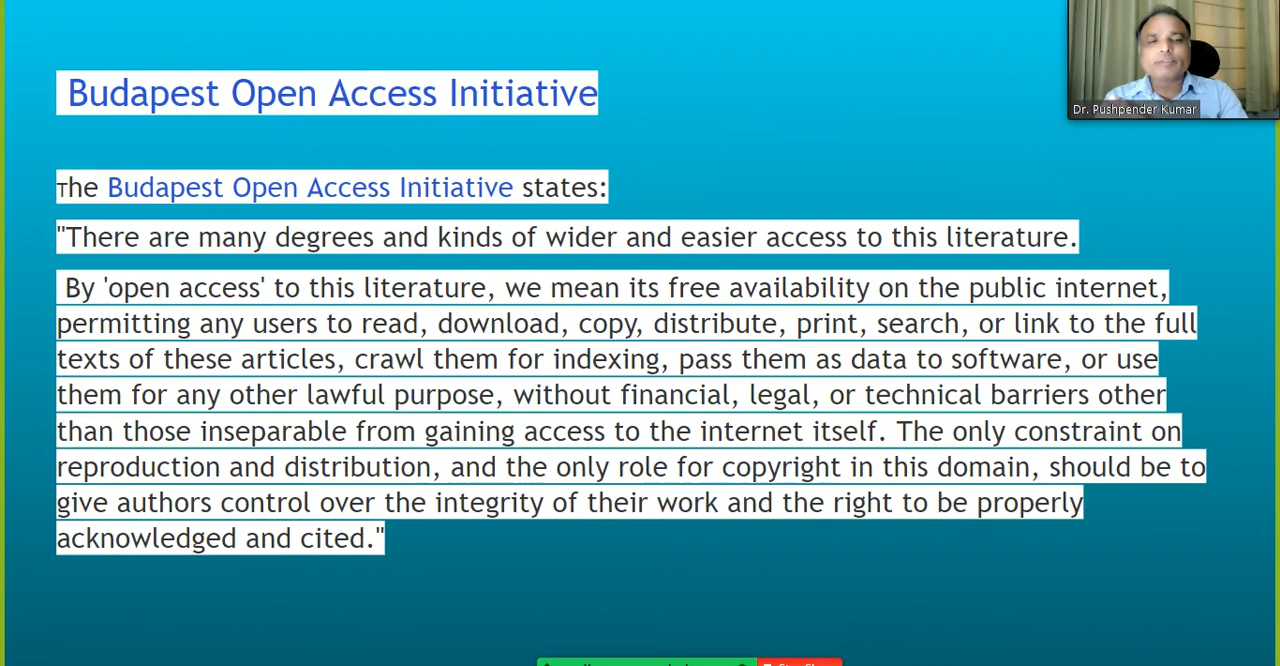 Budapest Open Access Initiative
Dr. Pushpender Kumar
The Budapest Open Access Initiative states:
"There are many degrees and kinds of wider and easier access to this literature.
By 'open access' to this literature, we mean its free availability on the public internet,
permitting any users to read, download, copy, distribute, print, search, or link to the full
texts of these articles, crawl them for indexing, pass them as data to software, or use
them for any other lawful purpose, without financial, legal, or technical barriers other
than those inseparable from gaining access to the internet itself. The only constraint on
reproduction and distribution, and the only role for copyright in this domain, should be to
give authors control over the integrity of their work and the right to be properly
acknowledged and cited."